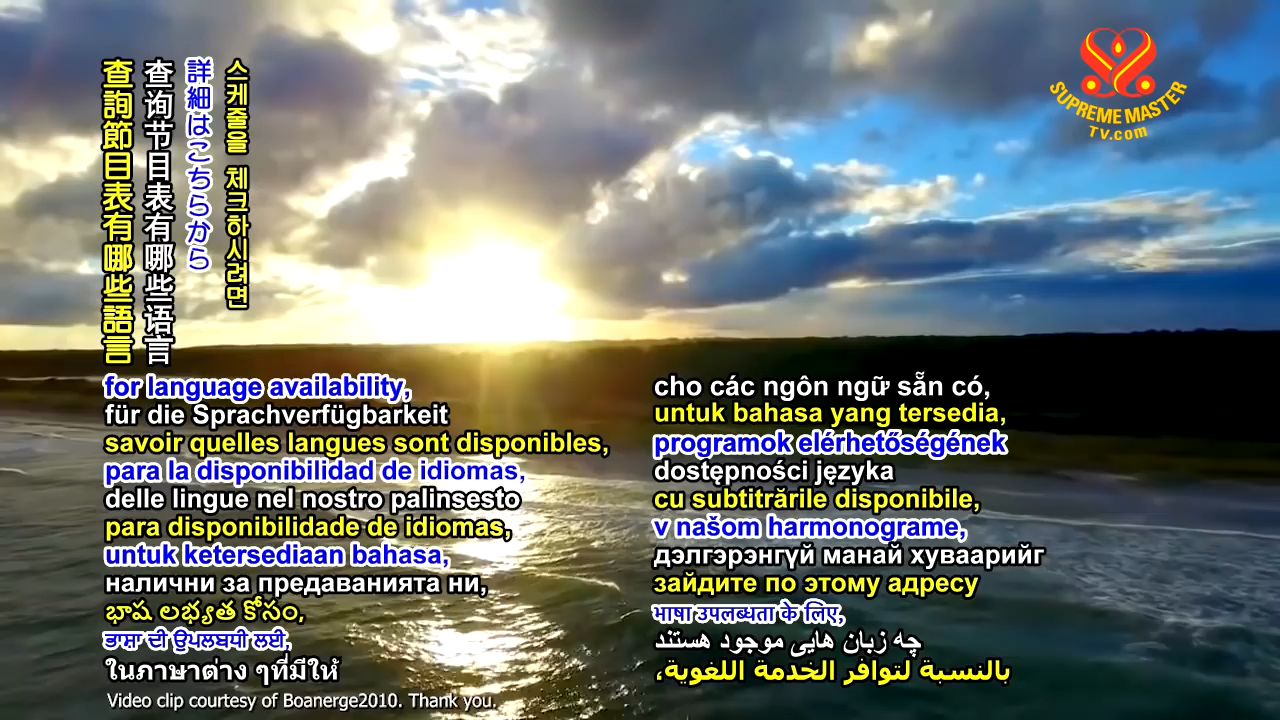 查詢節目表有哪些語言
查询节目表有哪些语言
詳細はこちらから
스케줄을 체크하시려면
SUPREME MASTER
TV.com
for language availability,
für die Sprachverfügbarkeit
savoir quelles langues sont disponibles,
para la disponibilidad de idiomas,
delle lingue nel nostro palinsesto
para disponibilidade de idiomas,
untuk ketersediaan bahasa,
налични за предаванията ни,
భాష లభ్యత కోసం,
ਭਾਸ਼ਾ ਦੀ ਉਪਲਬਧੀ ਲਈ,
ในภาษาต่าง ๆที่มีให้
cho các ngôn ngữ sẵn có,
untuk bahasa yang tersedia,
programok elérhetőségének
dostępności języka
cu subtitrările disponibile,
v našom harmonograme,
дэлгэрэнгүй манай хуваарийг
зайдите по этому адресу
भाषा उपलब्धता के लिए,
چه زبان هایی موجود هستند
بالنسبة لتوافر الخدمة اللغوية،
Video clip courtesy of Boanerge2010. Thank you.